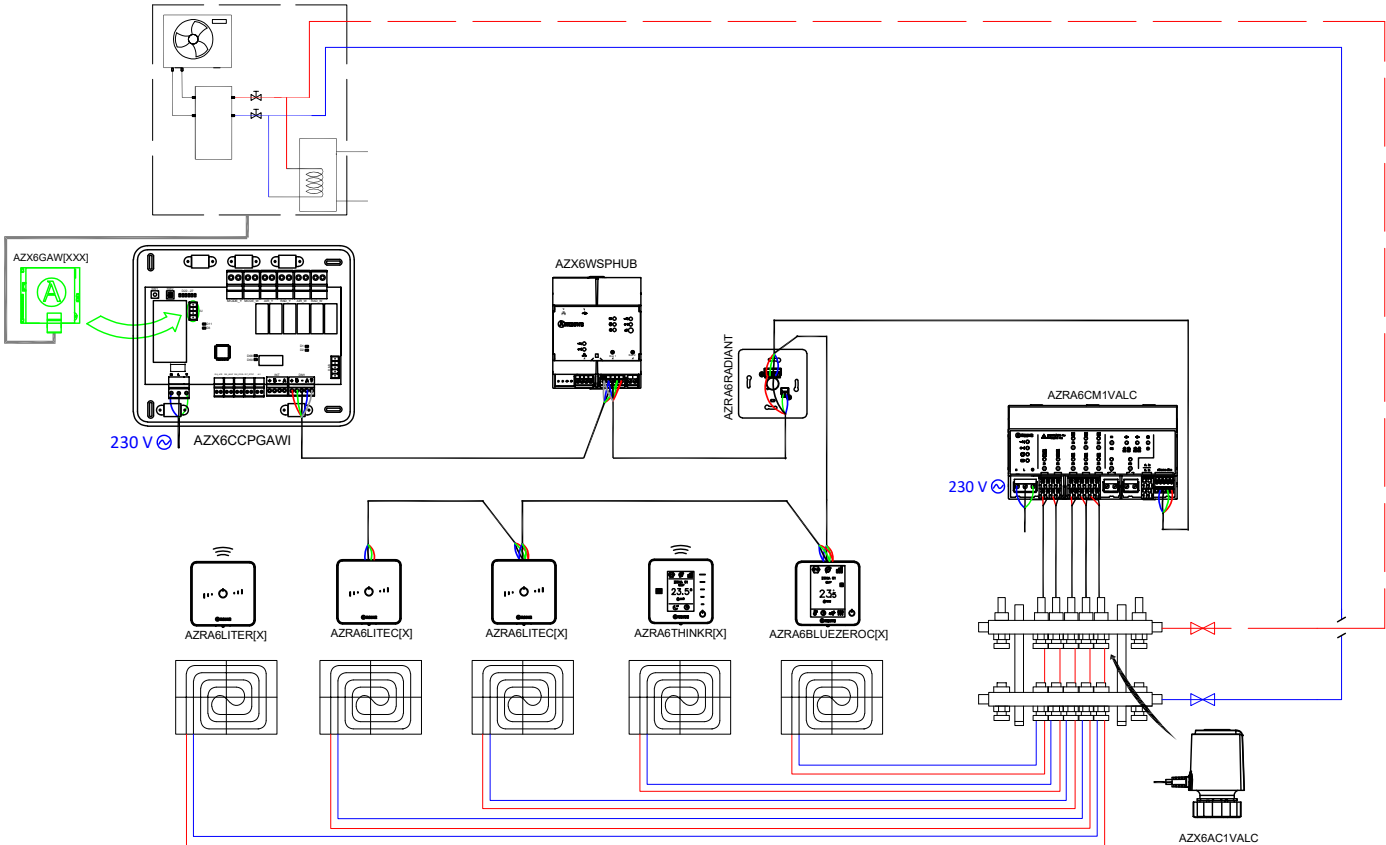 AZX6GAW[XXX]
AZX6WSPHUB
AZRA6RADIANT
AZRA6CM1VALC
230 V
AZX6CCPGAWI
230 V
23.5°
23.5
AZRA6LITER[X]
AZRA6LITEC[X]
AZRA6LITEC[X]
AZRA6THINKR[X]
AZRA6BLUEZEROC[X]
AZX6AC1VALC